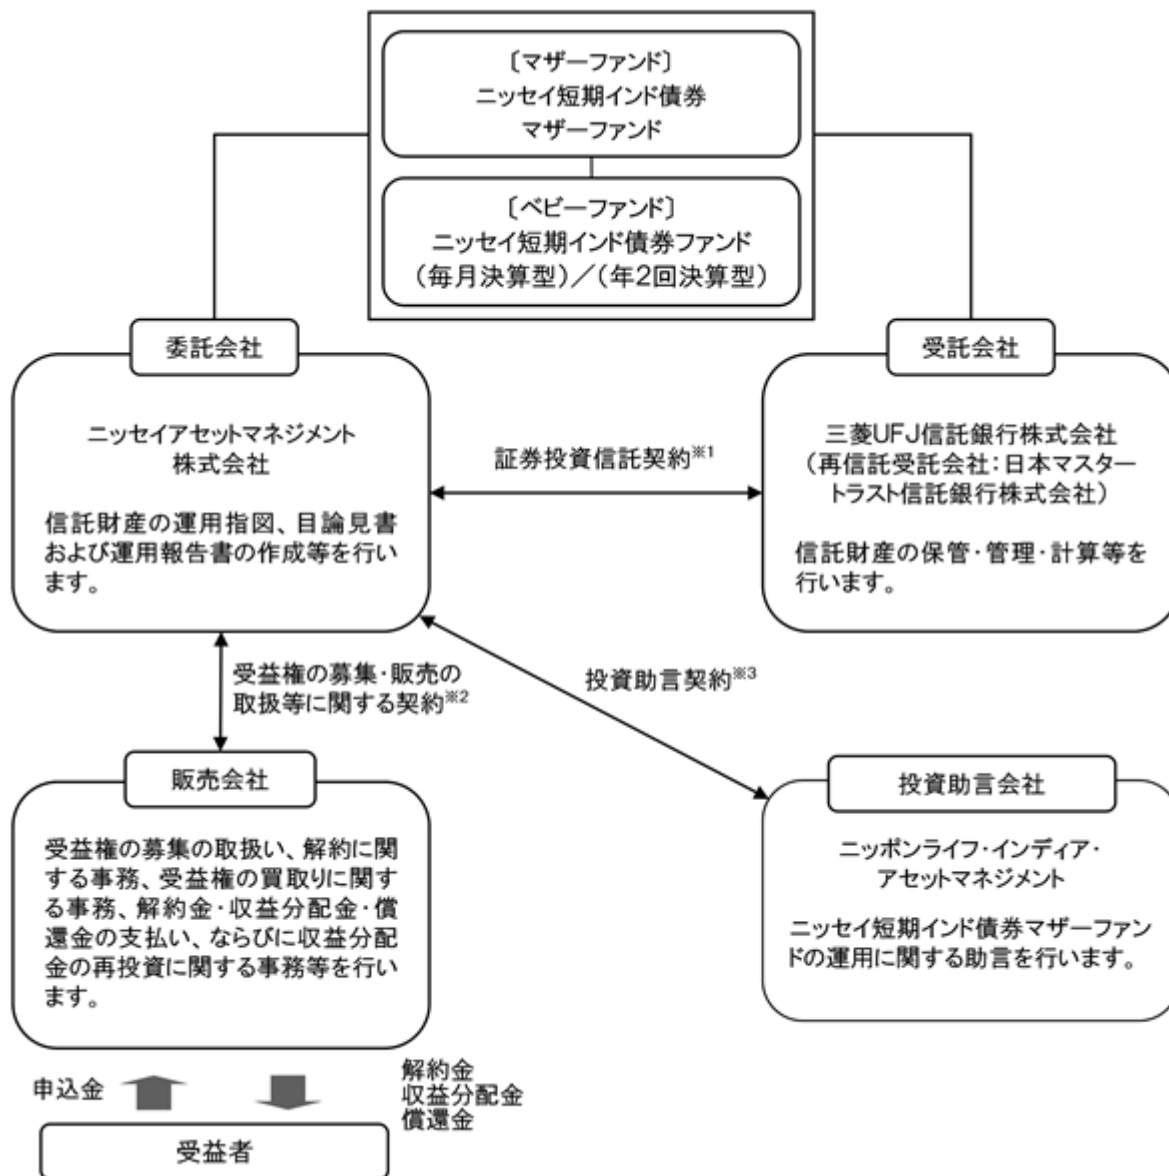 〔マザーファンド〕
ニッセイ短期インド債券
マザーファンド
〔ベビーファンド〕
ニッセイ短期インド債券ファンド
（毎月決算型）／（年2回決算型）
委託会社
ニッセイアセットマネジメント
株式会社
信託財産の運用指図、目論見書
および運用報告書の作成等を行い
ます。
証券投資信託契約※1
受託会社
三菱UFJ信託銀行株式会社
（再信託受託会社：日本マスター
トラスト信託銀行株式会社）
信託財産の保管・管理・計算等を
行います。
受益権の募集・販売の
取扱等に関する契約※2
投資助言契約※3
販売会社
受益権の募集の取扱い、解約に関
する事務、受益権の買取りに関す
る事務、解約金・収益分配金・償
還金の支払い、ならびに収益分配
金の再投資に関する事務等を行い
ます。
投資助言会社
ニッポンライフ・インディア・
アセットマネジメント
ニッセイ短期インド債券マザーファン
ドの運用に関する助言を行います。
申込金
解約金
収益分配金
償還金
受益者